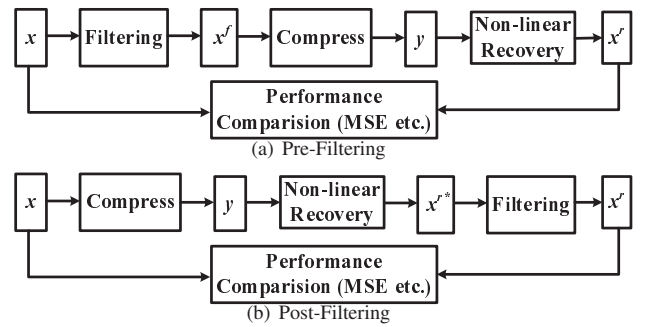 x Filtering x^f Compress y Non-linear Recovery x^r
Performance
Comparision (MSE etc.)
(a) Pre-Filtering
x Compress y Non-linear Recovery x^r* Filtering x^r
Performance
Comparision (MSE etc.)
(b) Post-Filtering